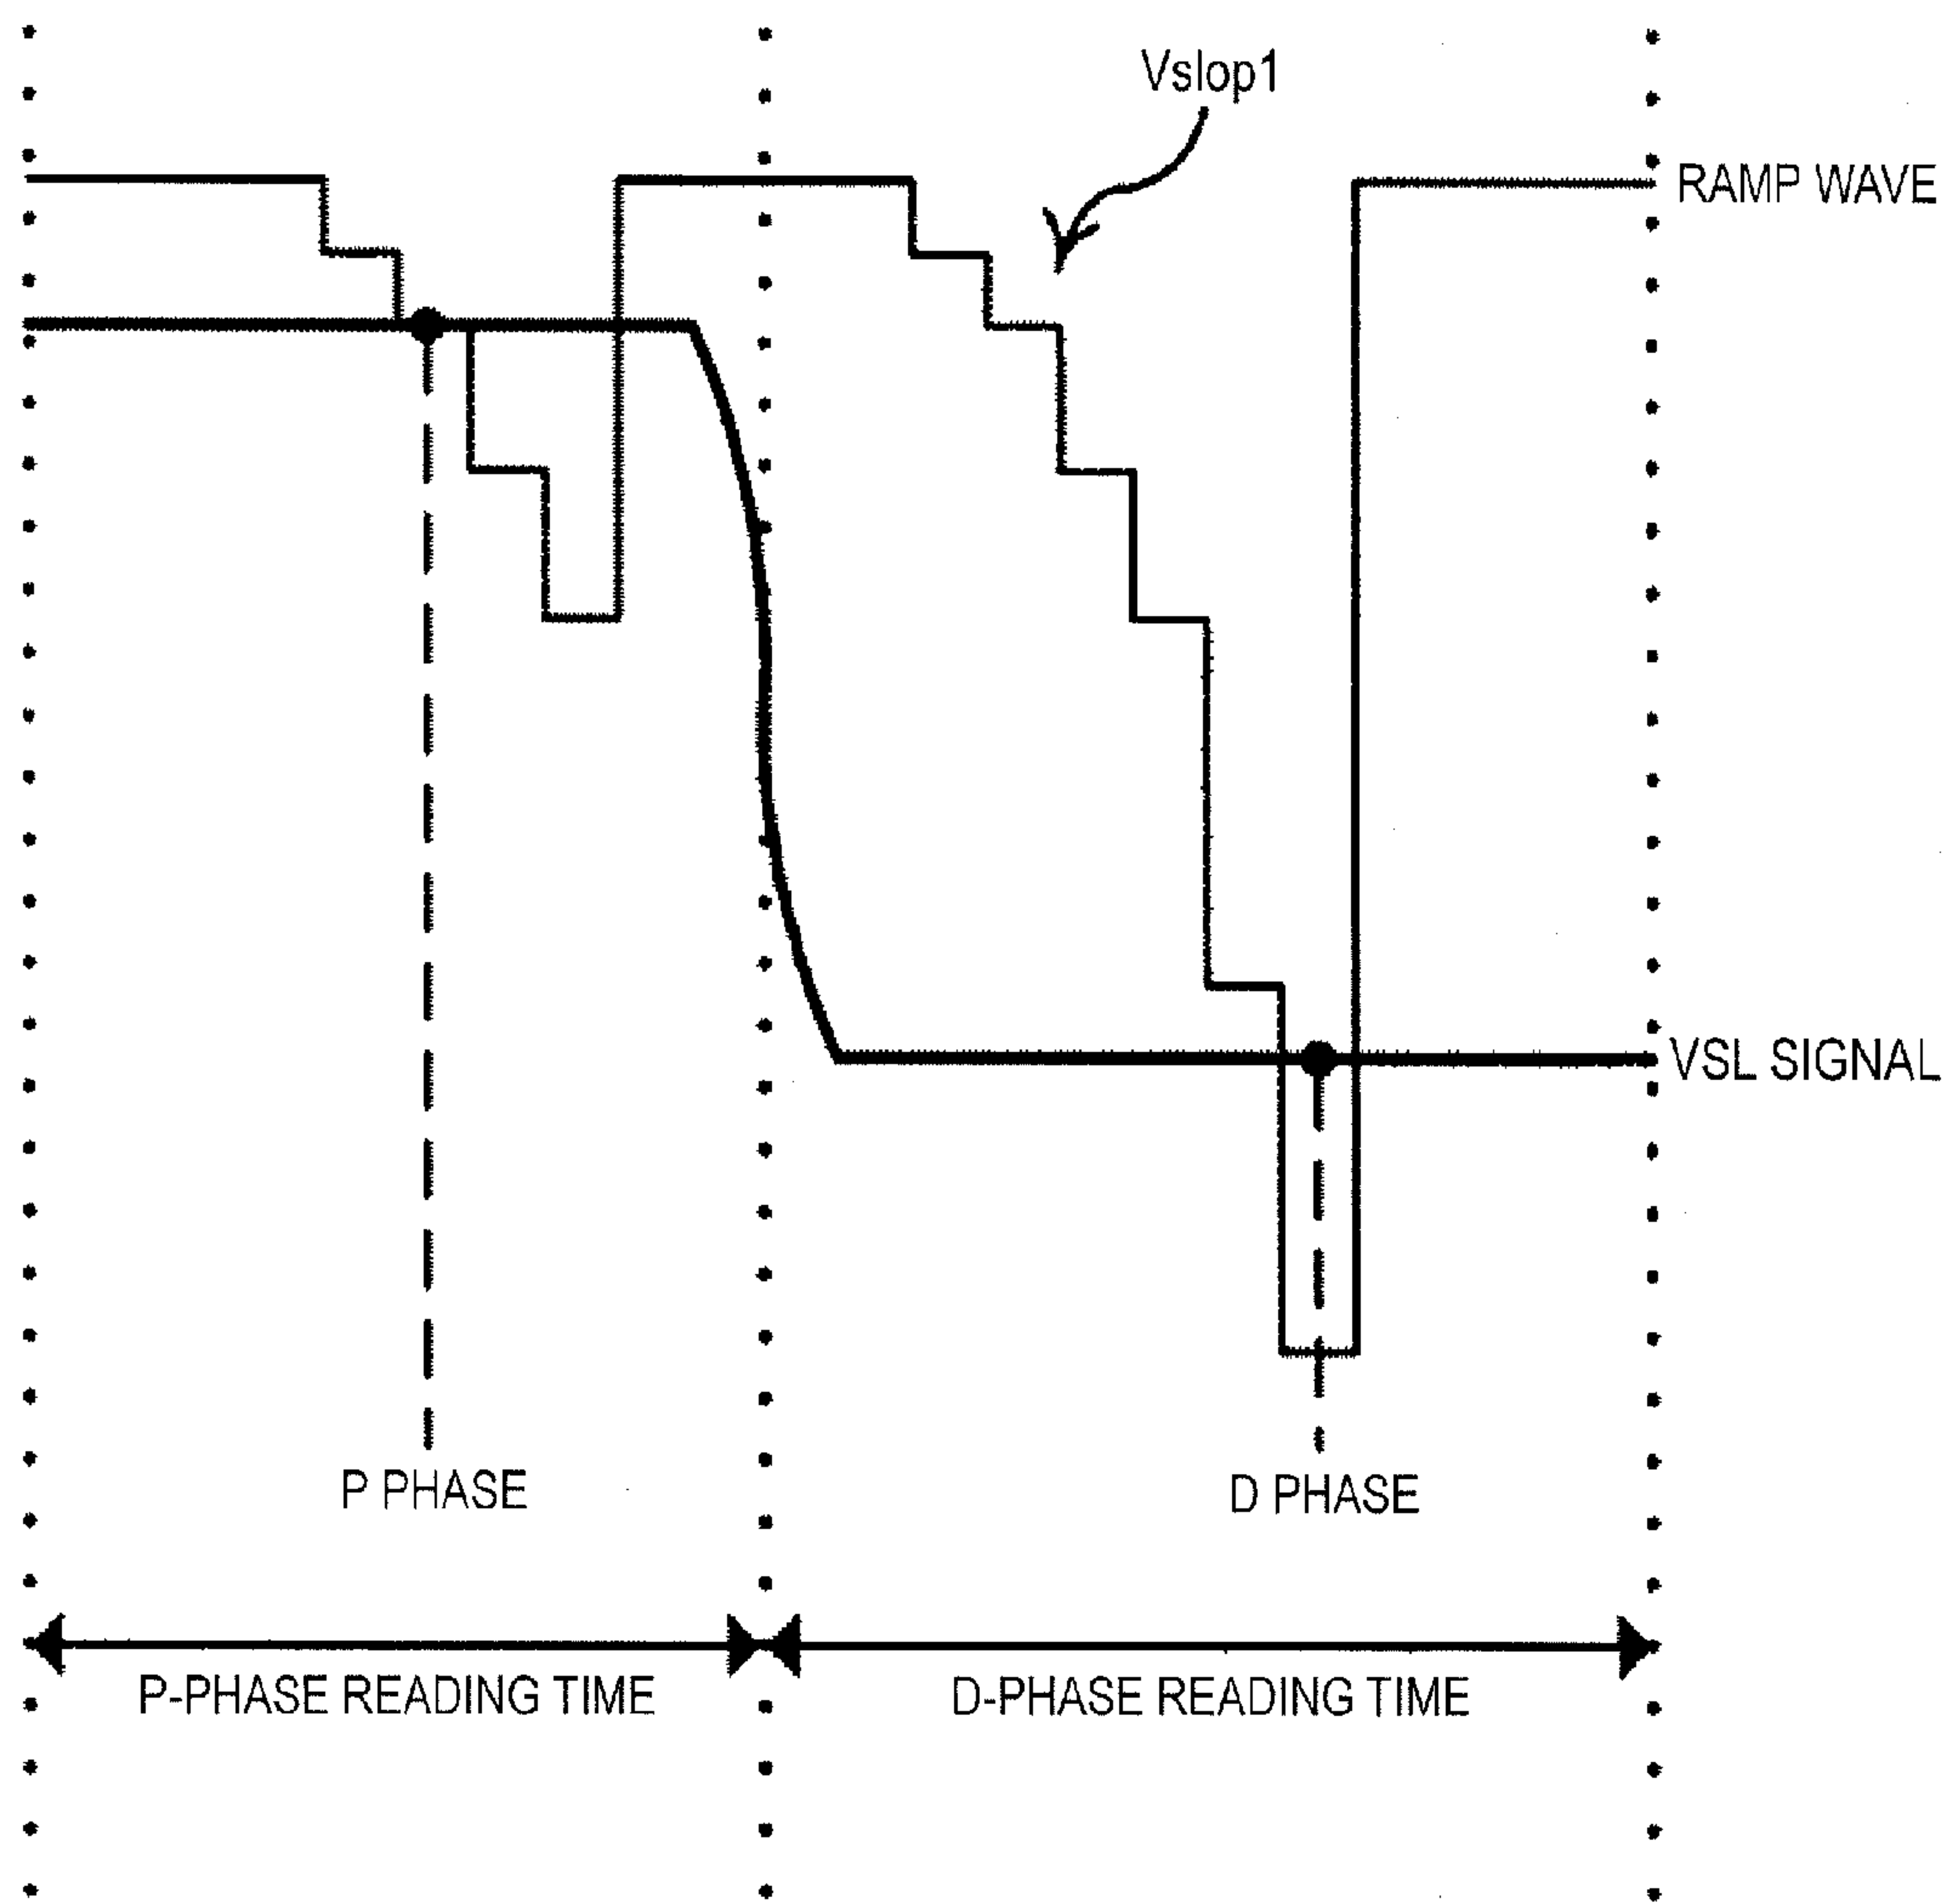 Vslop1
RAMP WAVE
VSL SIGNAL
P PHASE
D PHASE
P-PHASE READING TIME
D-PHASE READING TIME